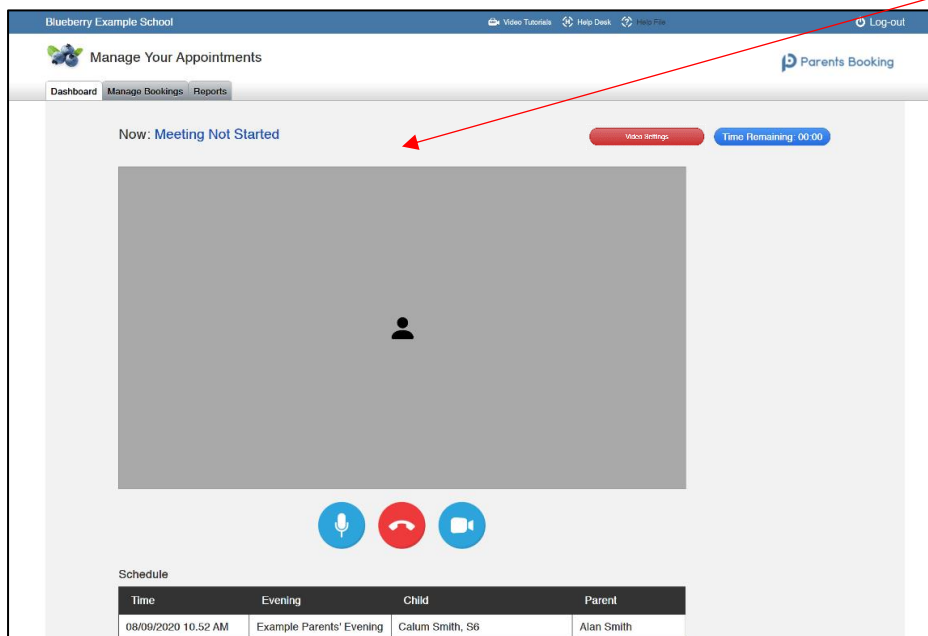 Blueberry Example School Video Tutorials Help Desk Help File Log-out
Manage Your Appointments Parents Booking
Dashboard Manage Bookings Reports
Now: Meeting Not Started Video Settings Time Remaining: 00:00
Schedule
Time Evening Child Parent
08/09/2020 10.52 AM Example Parents' Evening Calum Smith, S6 Alan Smith